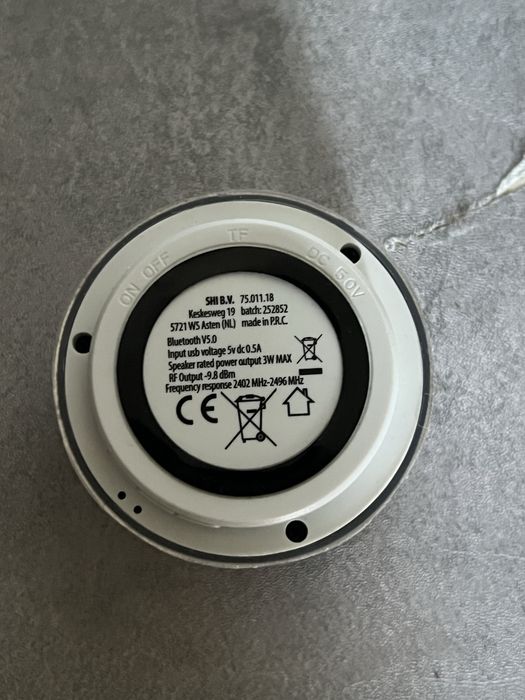 ON OFF TF DC 5.0V
SHI B.V. 75.011.18
Keskesweg 19 batch: 252852
5721 WS Asten (NL) made in P.R.C.
Bluetooth V5.0
Input usb voltage 5v dc 0.5A
Speaker rated power output 3W MAX
RF Output -9.8 dBm
Frequency response 2402 MHz-2496 MHz
CE